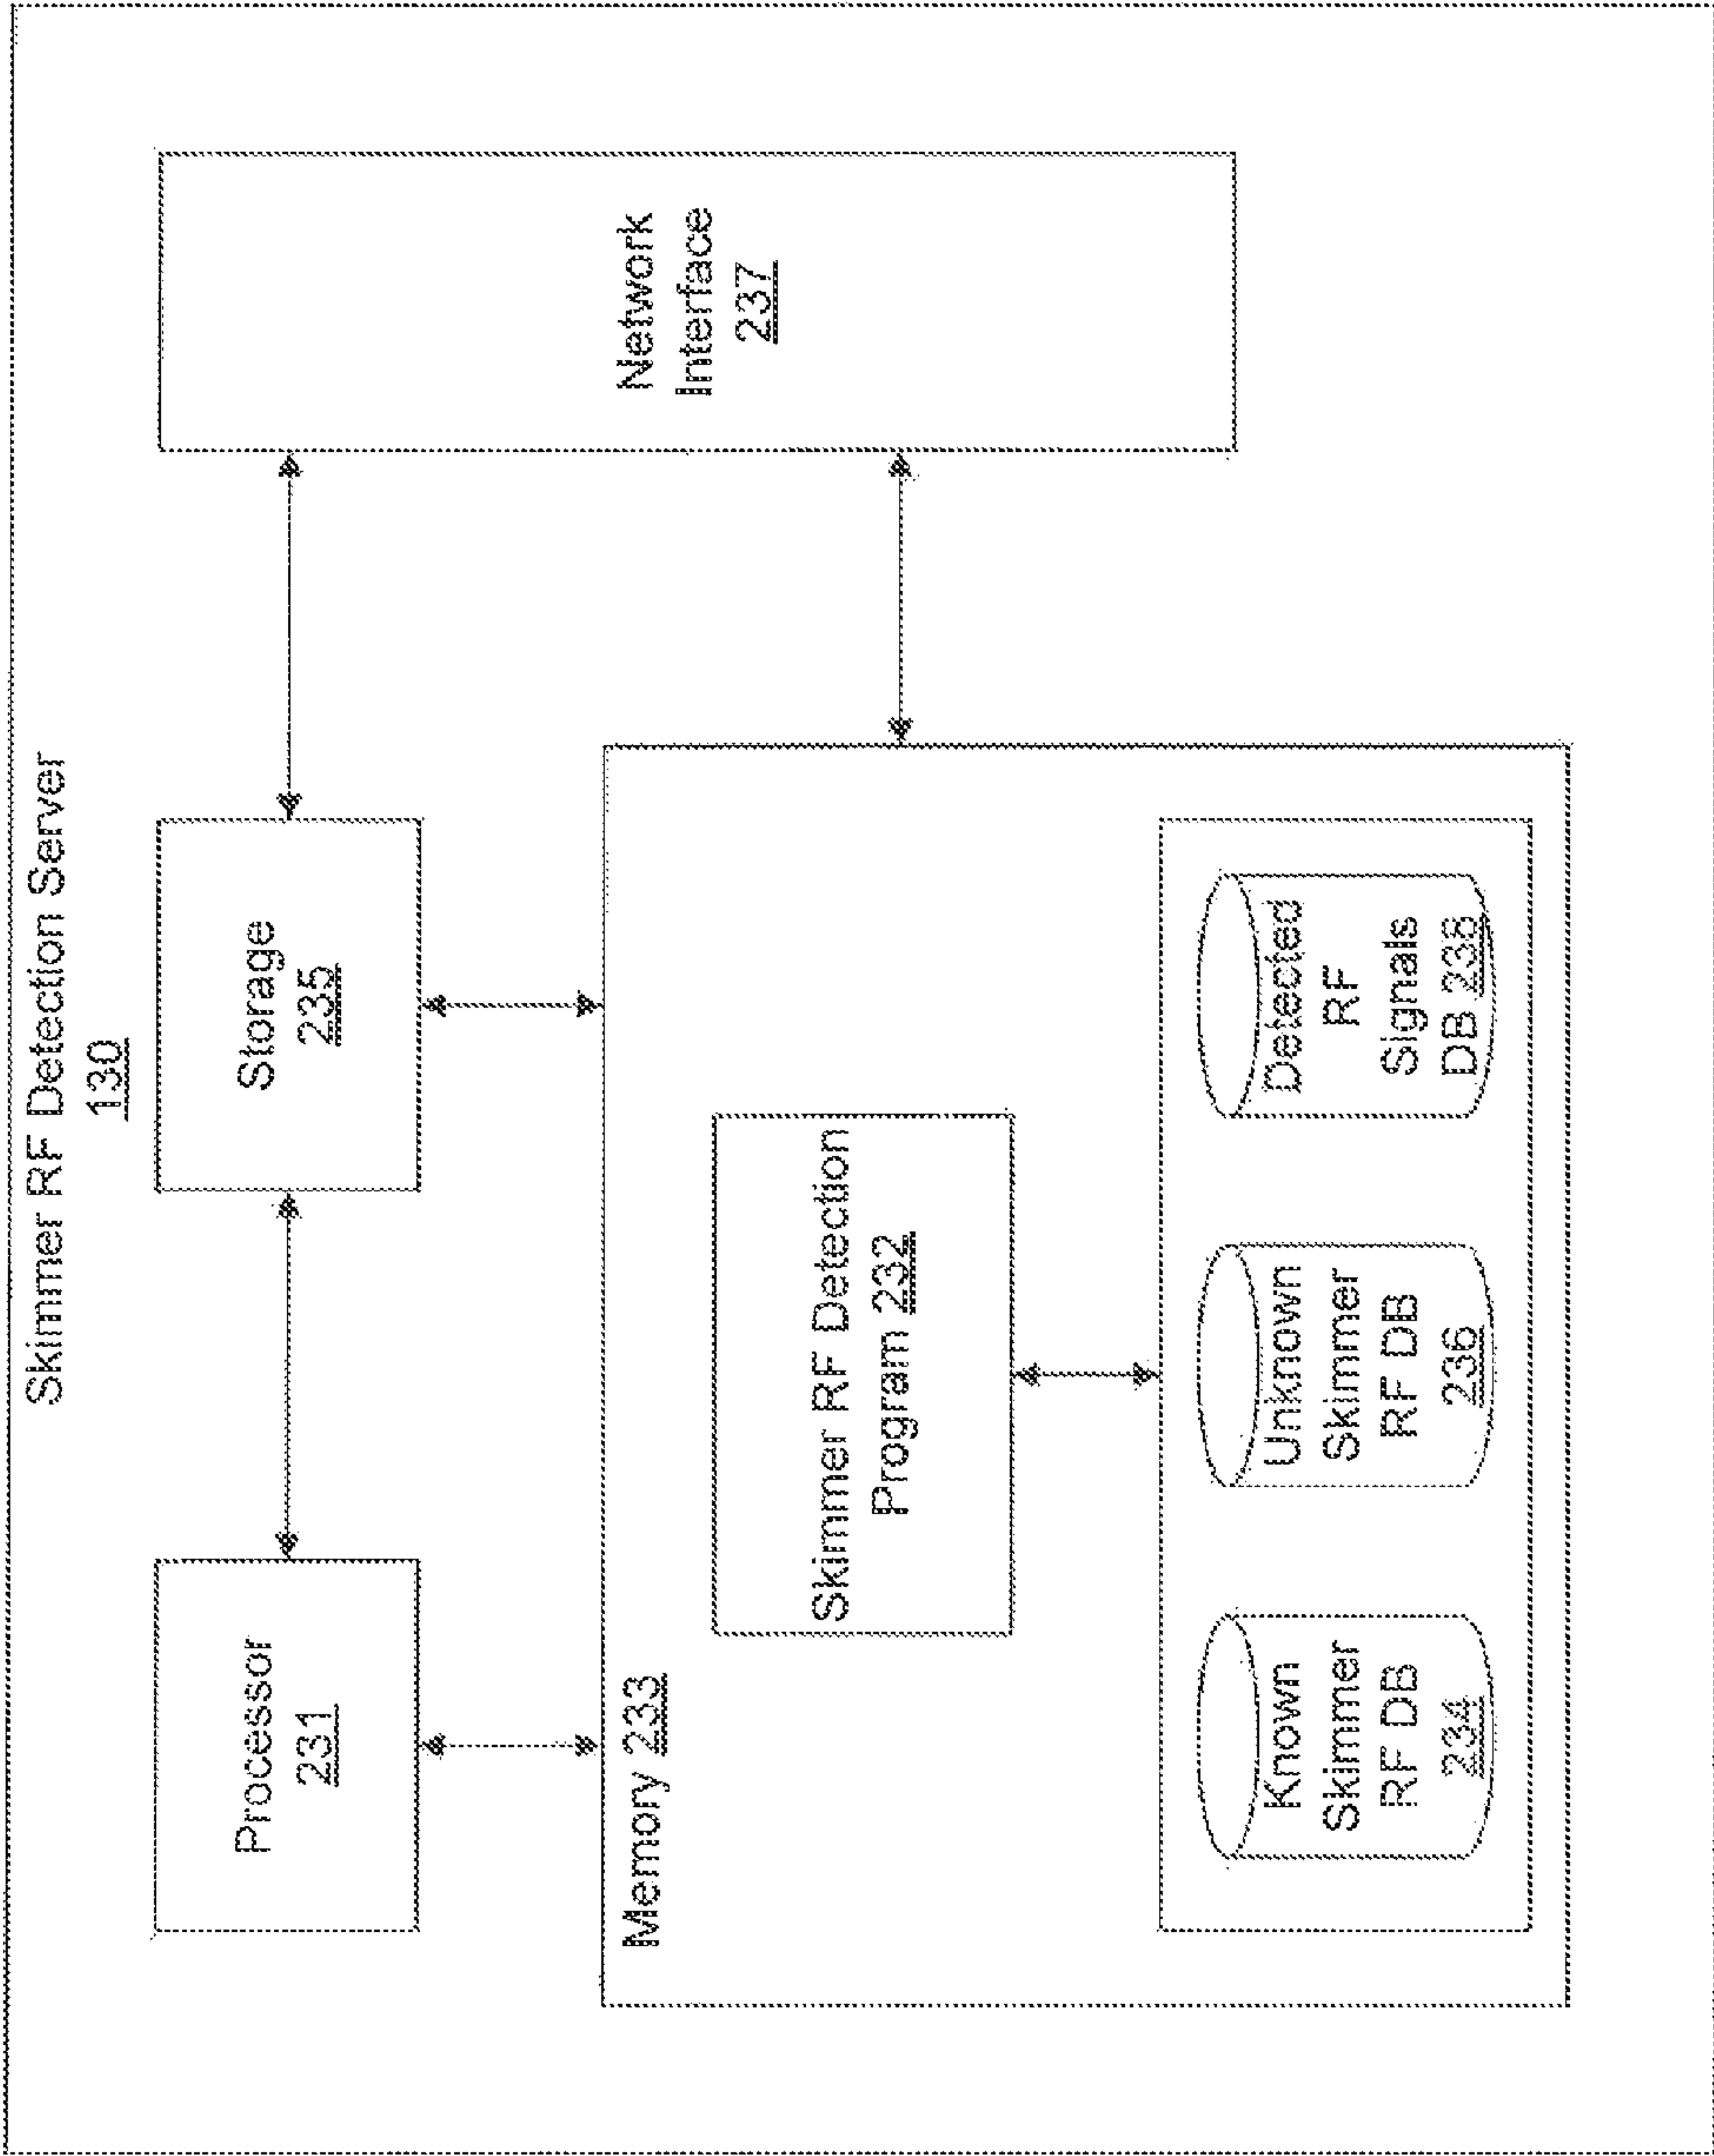 Skimmer RF Detection Server
130
Processor
231
Storage
235
Network
Interface
237
Memory 233
Skimmer RF Detection
Program 232
Known
Skimmer
RF DB
234
Unknown
Skimmer
RF DB
236
Detected
RF
Signals
DB 238